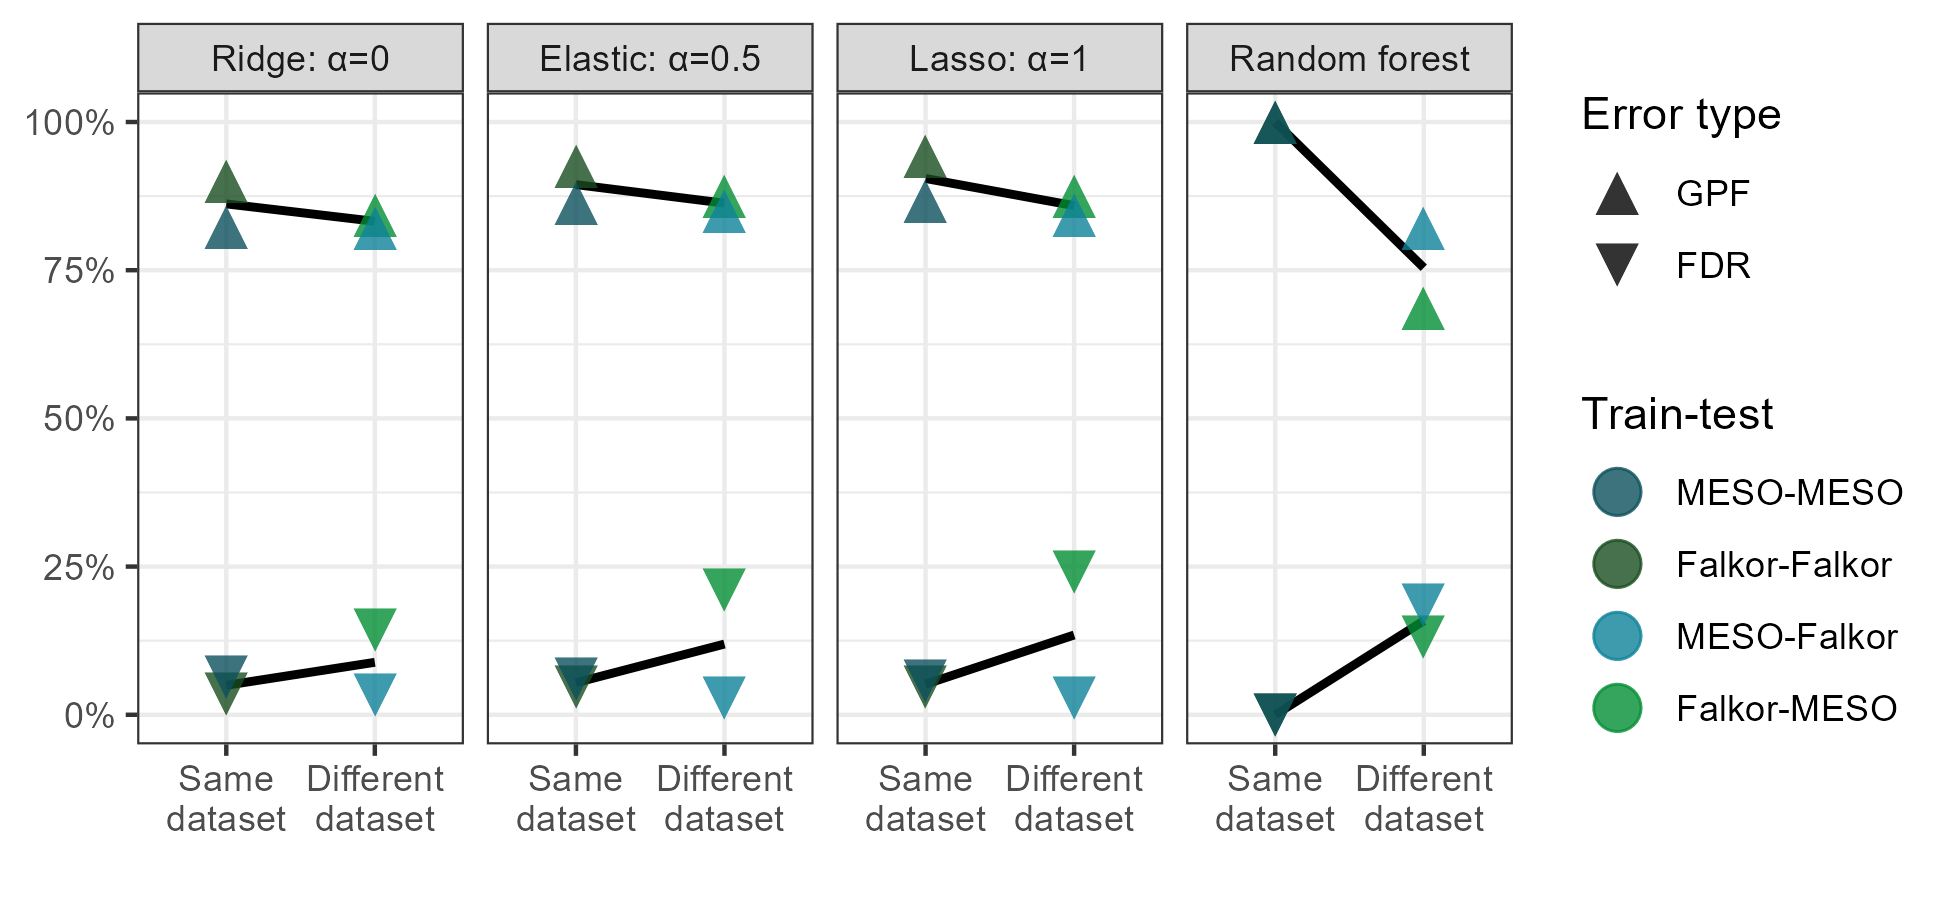 Ridge: α=0
Elastic: α=0.5
Lasso: α=1
Random forest
100%
75%
50%
25%
0%
Same
dataset
Different
dataset
Same
dataset
Different
dataset
Same
dataset
Different
dataset
Same
dataset
Different
dataset
Error type
GPF
FDR
Train-test
MESO-MESO
Falkor-Falkor
MESO-Falkor
Falkor-MESO